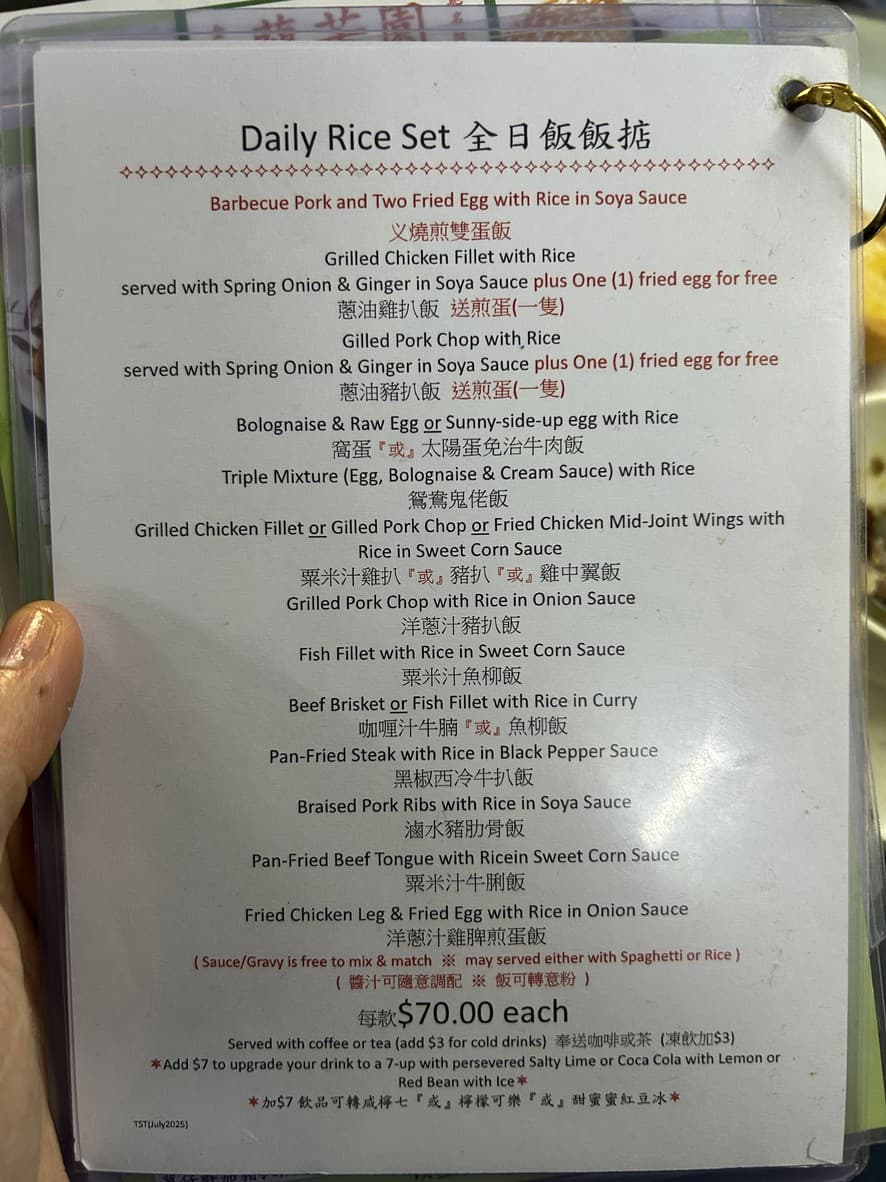 蘭芳園
Daily Rice Set 全日飯飯掂
Barbecue Pork and Two Fried Egg with Rice in Soya Sauce
义燒煎雙蛋飯
Grilled Chicken Fillet with Rice
served with Spring Onion & Ginger in Soya Sauce plus One (1) fried egg for free
蔥油雞扒飯 送煎蛋(一隻)
Gilled Pork Chop with Rice
served with Spring Onion & Ginger in Soya Sauce plus One (1) fried egg for free
蔥油豬扒飯 送煎蛋(一隻)
Bolognaise & Raw Egg or Sunny-side-up egg with Rice
窩蛋『或』太陽蛋免治牛肉飯
Triple Mixture (Egg, Bolognaise & Cream Sauce) with Rice
鴛鴦鬼佬飯
Grilled Chicken Fillet or Gilled Pork Chop or Fried Chicken Mid-Joint Wings with
Rice in Sweet Corn Sauce
粟米汁雞扒『或』豬扒『或』雞中翼飯
Grilled Pork Chop with Rice in Onion Sauce
洋蔥汁豬扒飯
Fish Fillet with Rice in Sweet Corn Sauce
粟米汁魚柳飯
Beef Brisket or Fish Fillet with Rice in Curry
咖喱汁牛腩『或』魚柳飯
Pan-Fried Steak with Rice in Black Pepper Sauce
黑椒西冷牛扒飯
Braised Pork Ribs with Rice in Soya Sauce
滷水豬肋骨飯
Pan-Fried Beef Tongue with Ricein Sweet Corn Sauce
粟米汁牛脷飯
Fried Chicken Leg & Fried Egg with Rice in Onion Sauce
洋蔥汁雞脾煎蛋飯
( Sauce/Gravy is free to mix & match ※ may served either with Spaghetti or Rice )
( 醬汁可隨意調配 ※ 飯可轉意粉 )
每款$70.00 each
Served with coffee or tea (add $3 for cold drinks) 奉送咖啡或茶 (凍飲加$3)
✶Add $7 to upgrade your drink to a 7-up with persevered Salty Lime or Coca Cola with Lemon or
Red Bean with Ice✶
✶加$7 飲品可轉咸檸七『或』檸檬可樂『或』甜蜜蜜紅豆冰✶
TST(July2025)